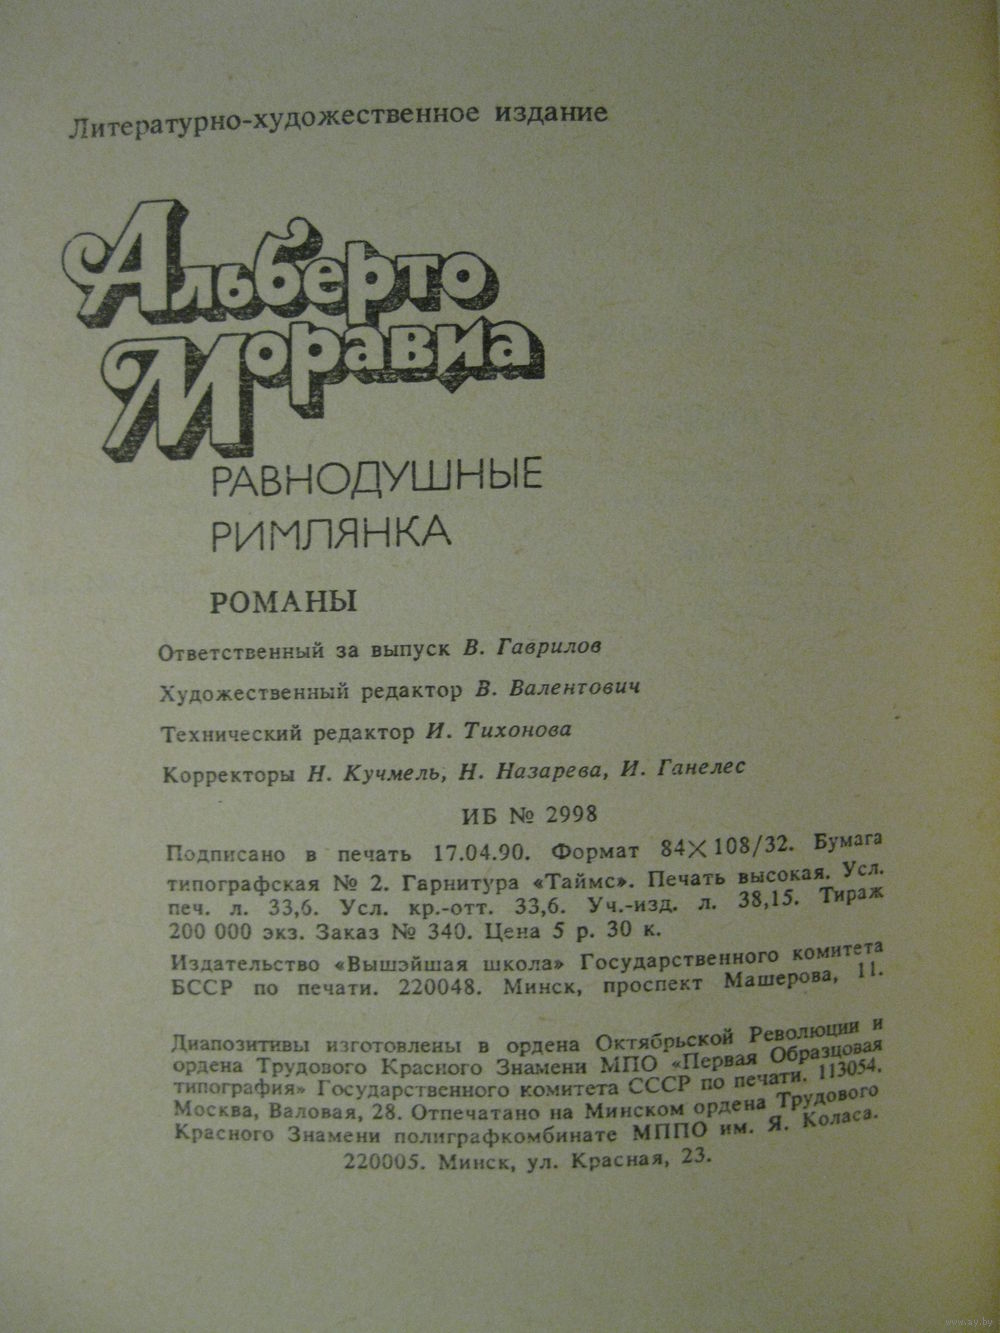 Литературно-художественное издание
Альберто
Моравиа
РАВНОДУШНЫЕ
РИМЛЯНКА
РОМАНЫ
Ответственный за выпуск В. Гаврилов
Художественный редактор В. Валентович
Технический редактор И. Тихонова
Корректоры Н. Кучмель, Н. Назарева, И. Ганелес
ИБ № 2998
Подписано в печать 17.04.90. Формат 84×108/32. Бумага
типографская № 2. Гарнитура «Таймс». Печать высокая. Усл.
печ. л. 33,6. Усл. кр.-отт. 33,6. Уч.-изд. л. 38,15. Тираж
200 000 экз. Заказ № 340. Цена 5 р. 30 к.
Издательство «Вышэйшая школа» Государственного комитета
БССР по печати. 220048. Минск, проспект Машерова, 11.
Диапозитивы изготовлены в ордена Октябрьской Революции и
ордена Трудового Красного Знамени МПО «Первая Образцовая
типография» Государственного комитета СССР по печати. 113054.
Москва, Валовая, 28. Отпечатано на Минском ордена Трудового
Красного Знамени полиграфкомбинате МППО им. Я. Коласа.
220005. Минск, ул. Красная, 23.
www.ay.by